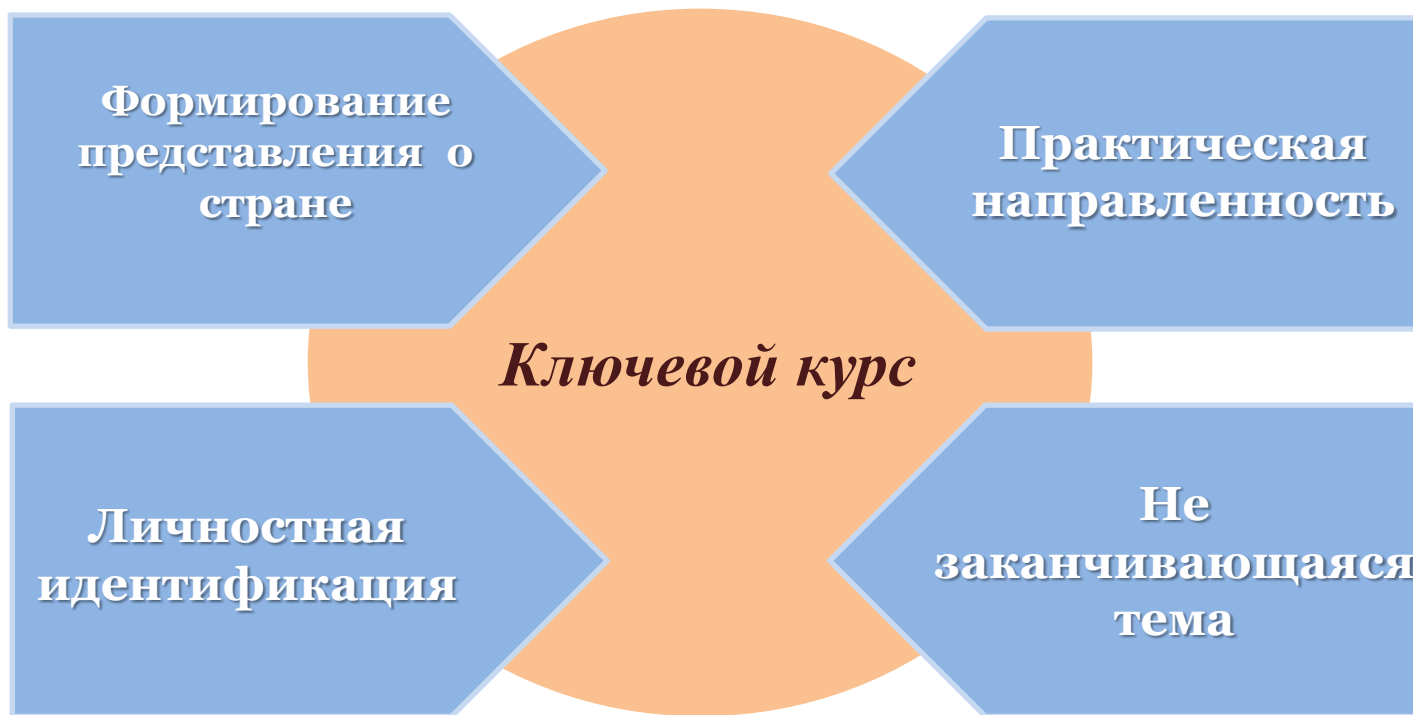 Формирование
представления о
стране
Практическая
направленность
Ключевой курс
Личностная
идентификация
Не
заканчивающаяся
тема